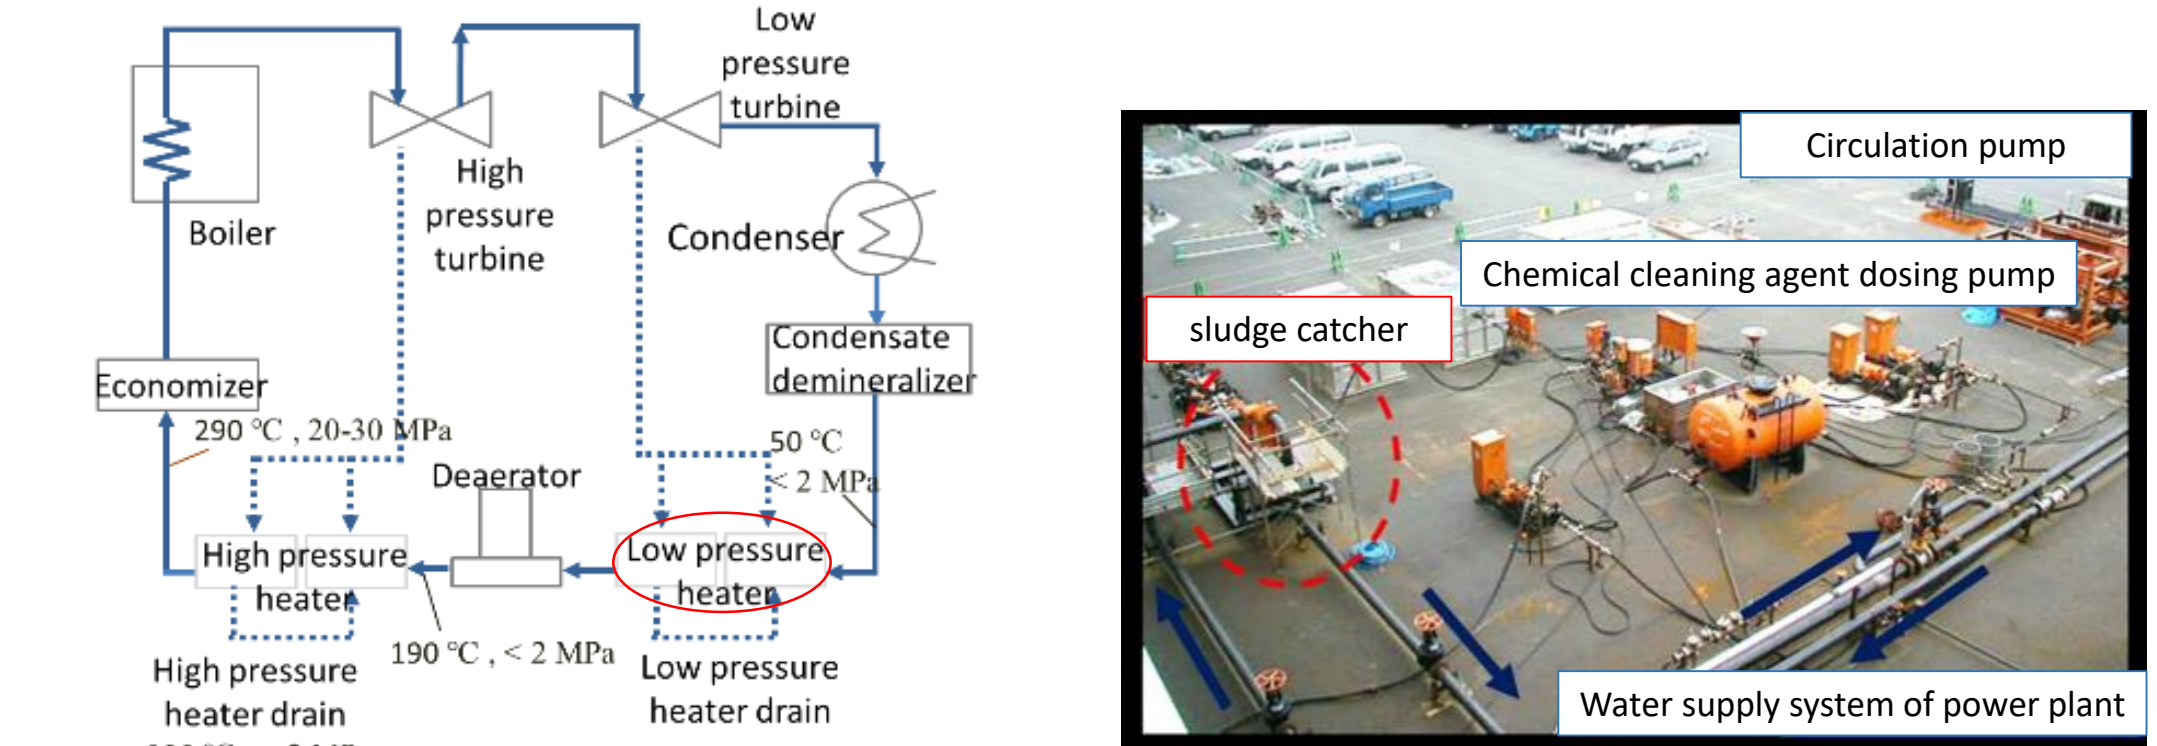 Low
pressure
turbine
High
pressure
turbine
Boiler
Condenser
Condensate
demineralizer
Economizer
290 °C , 20-30 MPa
50 °C
< 2 MPa
Deaerator
High pressure
heater
Low pressure
heater
190 °C , < 2 MPa
High pressure
heater drain
Low pressure
heater drain
Circulation pump
Chemical cleaning agent dosing pump
sludge catcher
Water supply system of power plant